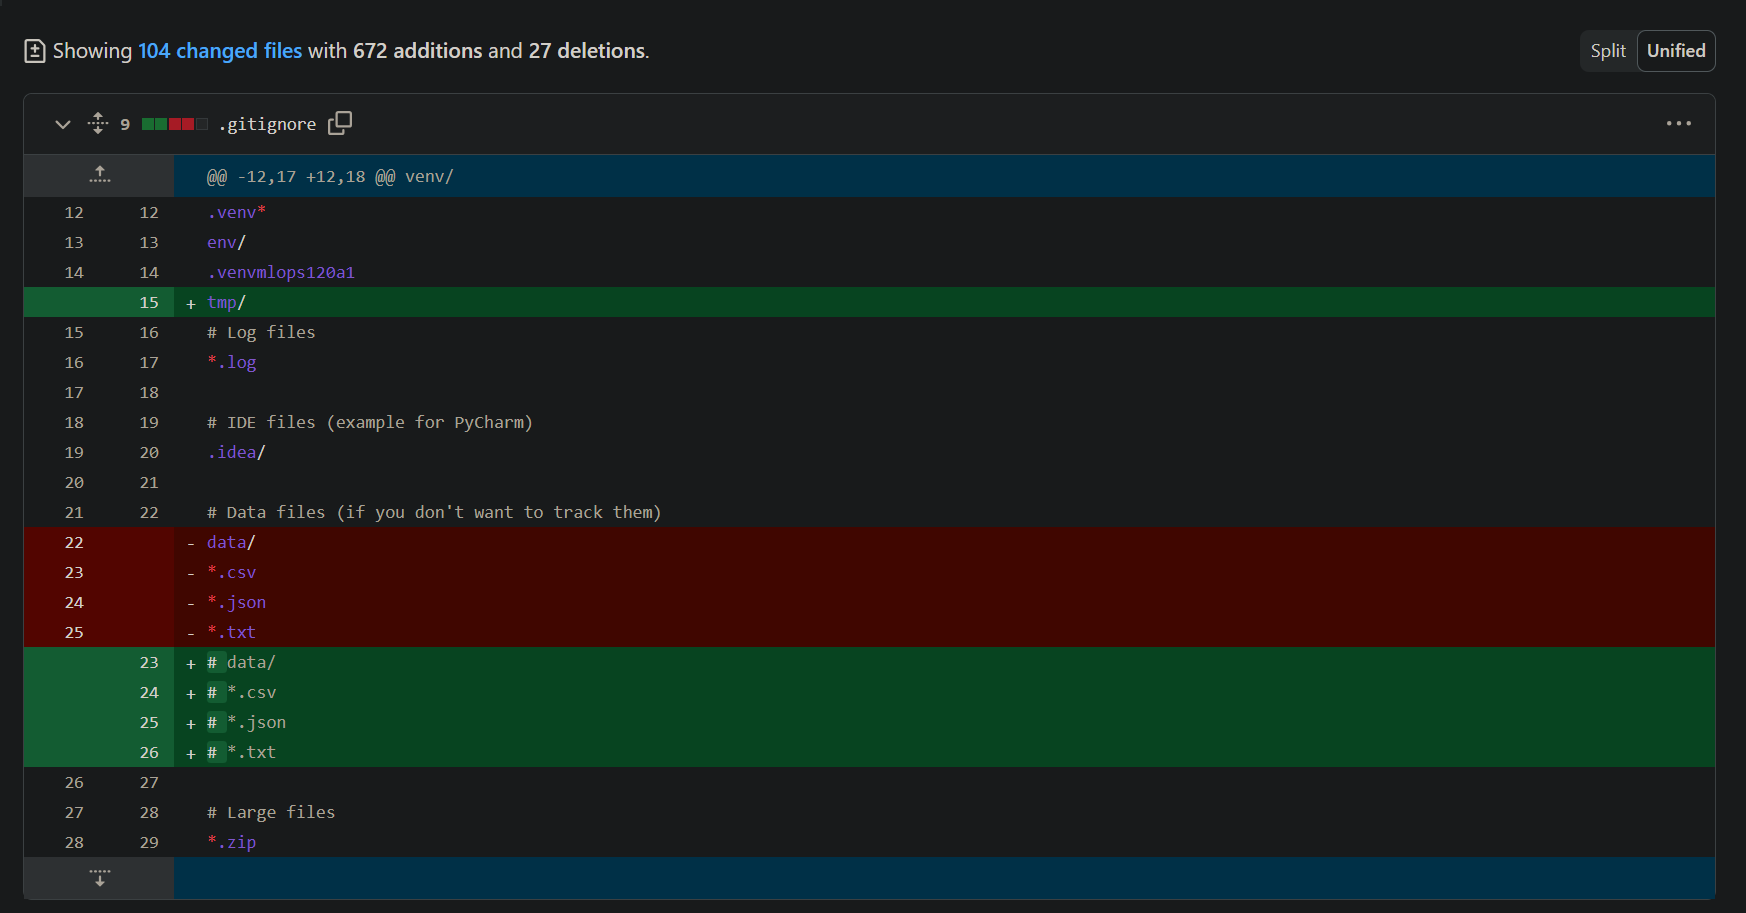 Showing 104 changed files with 672 additions and 27 deletions.
Split Unified
9 .gitignore
@@ -12,17 +12,18 @@ venv/
12 12 .venv*
13 13 env/
14 14 .venvmlops120a1
15 + tmp/
15 16 # Log files
16 17 *.log
17 18
18 19 # IDE files (example for PyCharm)
19 20 .idea/
20 21
21 22 # Data files (if you don't want to track them)
22 - data/
23 - *.csv
24 - *.json
25 - *.txt
23 + # data/
24 + # *.csv
25 + # *.json
26 + # *.txt
26 27
27 28 # Large files
28 29 *.zip